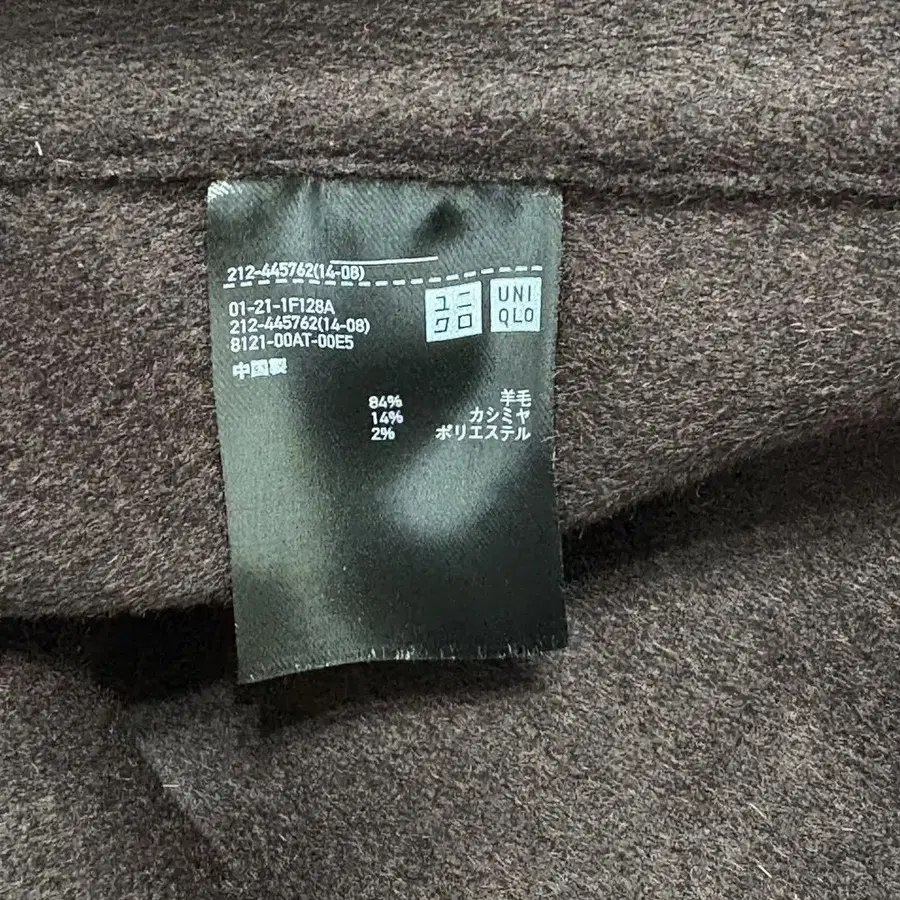 212-445762(14-08)
01-21-1F128A
212-445762(14-08)
8121-00AT-00E5
中国製
ユニ
クロ
UNI
QLO
84% 羊毛
14% カシミヤ
2% ポリエステル